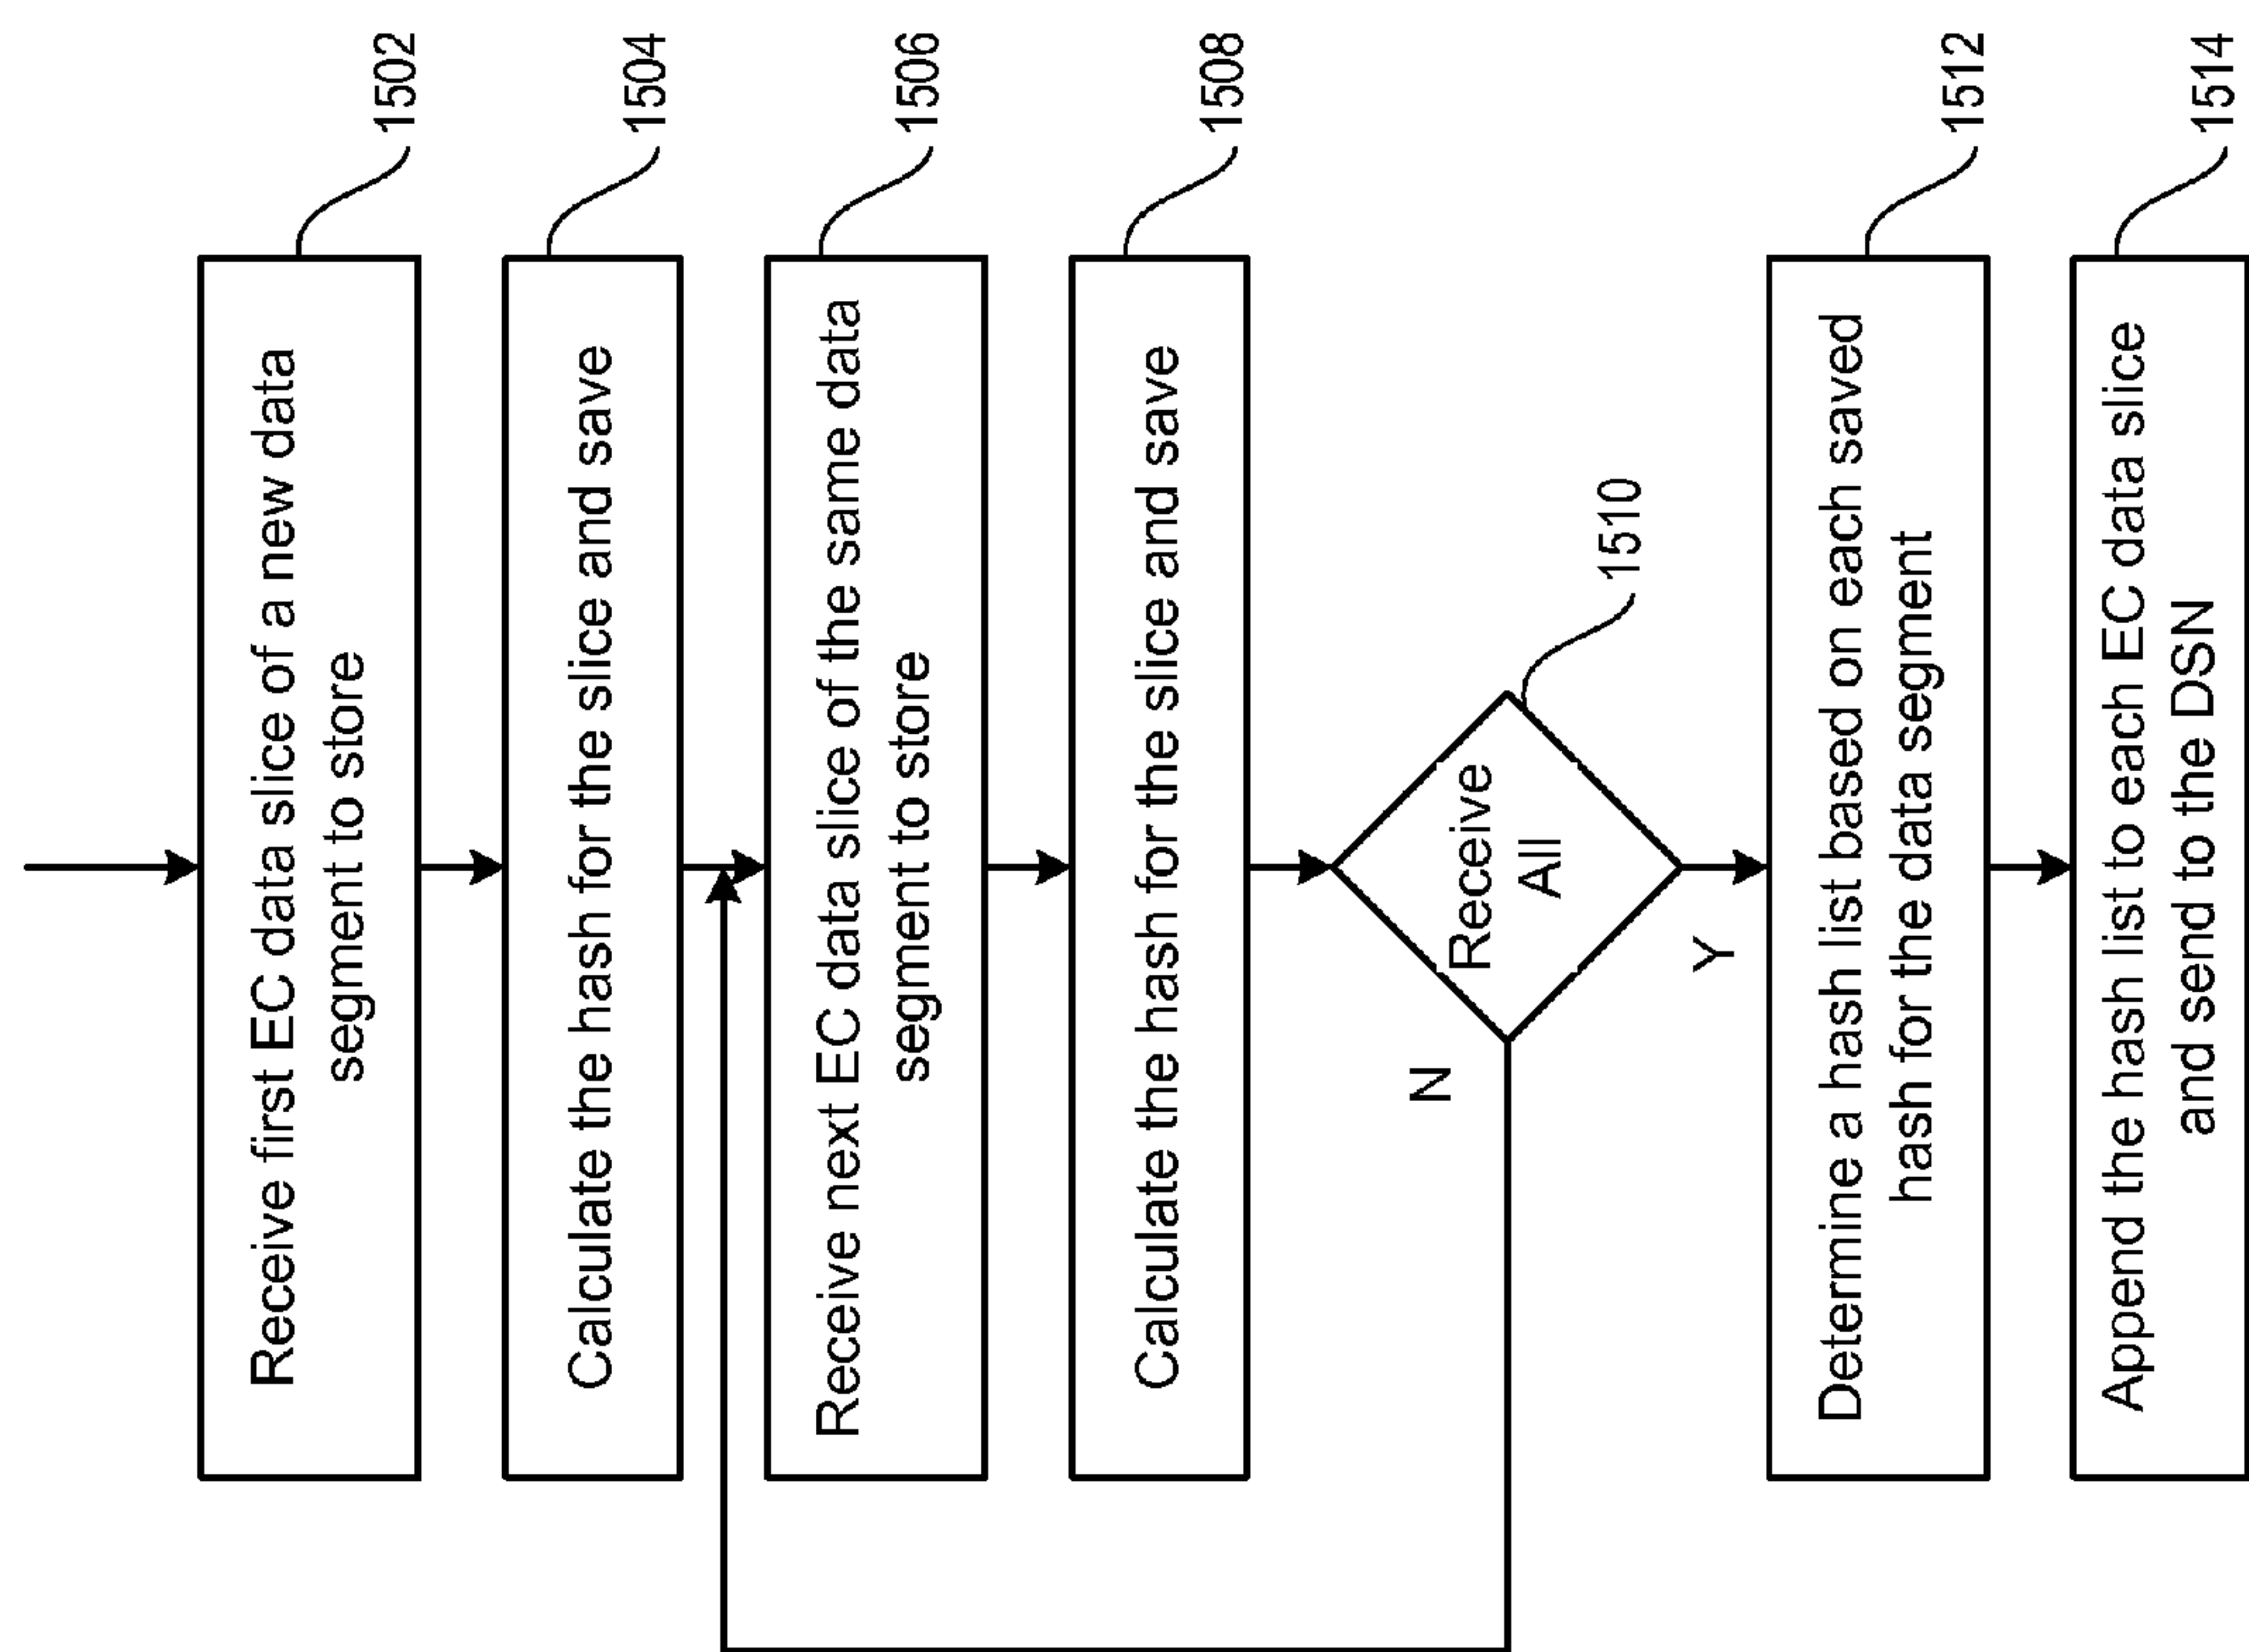 Receive first EC data slice of a new data
segment to store
1502
Calculate the hash for the slice and save
1504
Receive next EC data slice of the same data
segment to store
1506
Calculate the hash for the slice and save
1508
Receive
All
1510
N
Y
Determine a hash list based on each saved
hash for the data segment
1512
Append the hash list to each EC data slice
and send to the DSN
1514